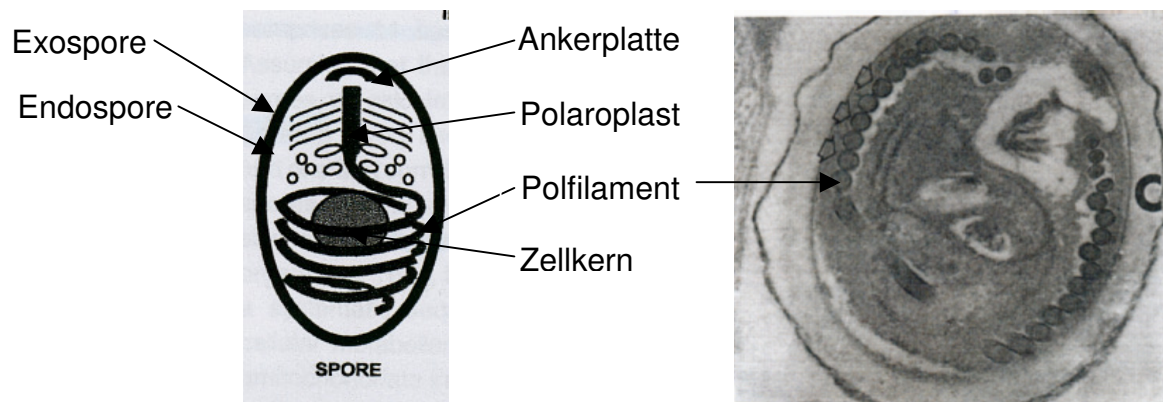 Exospore
Endospore
Ankerplatte
Polaroplast
Polfilament
Zellkern
SPORE